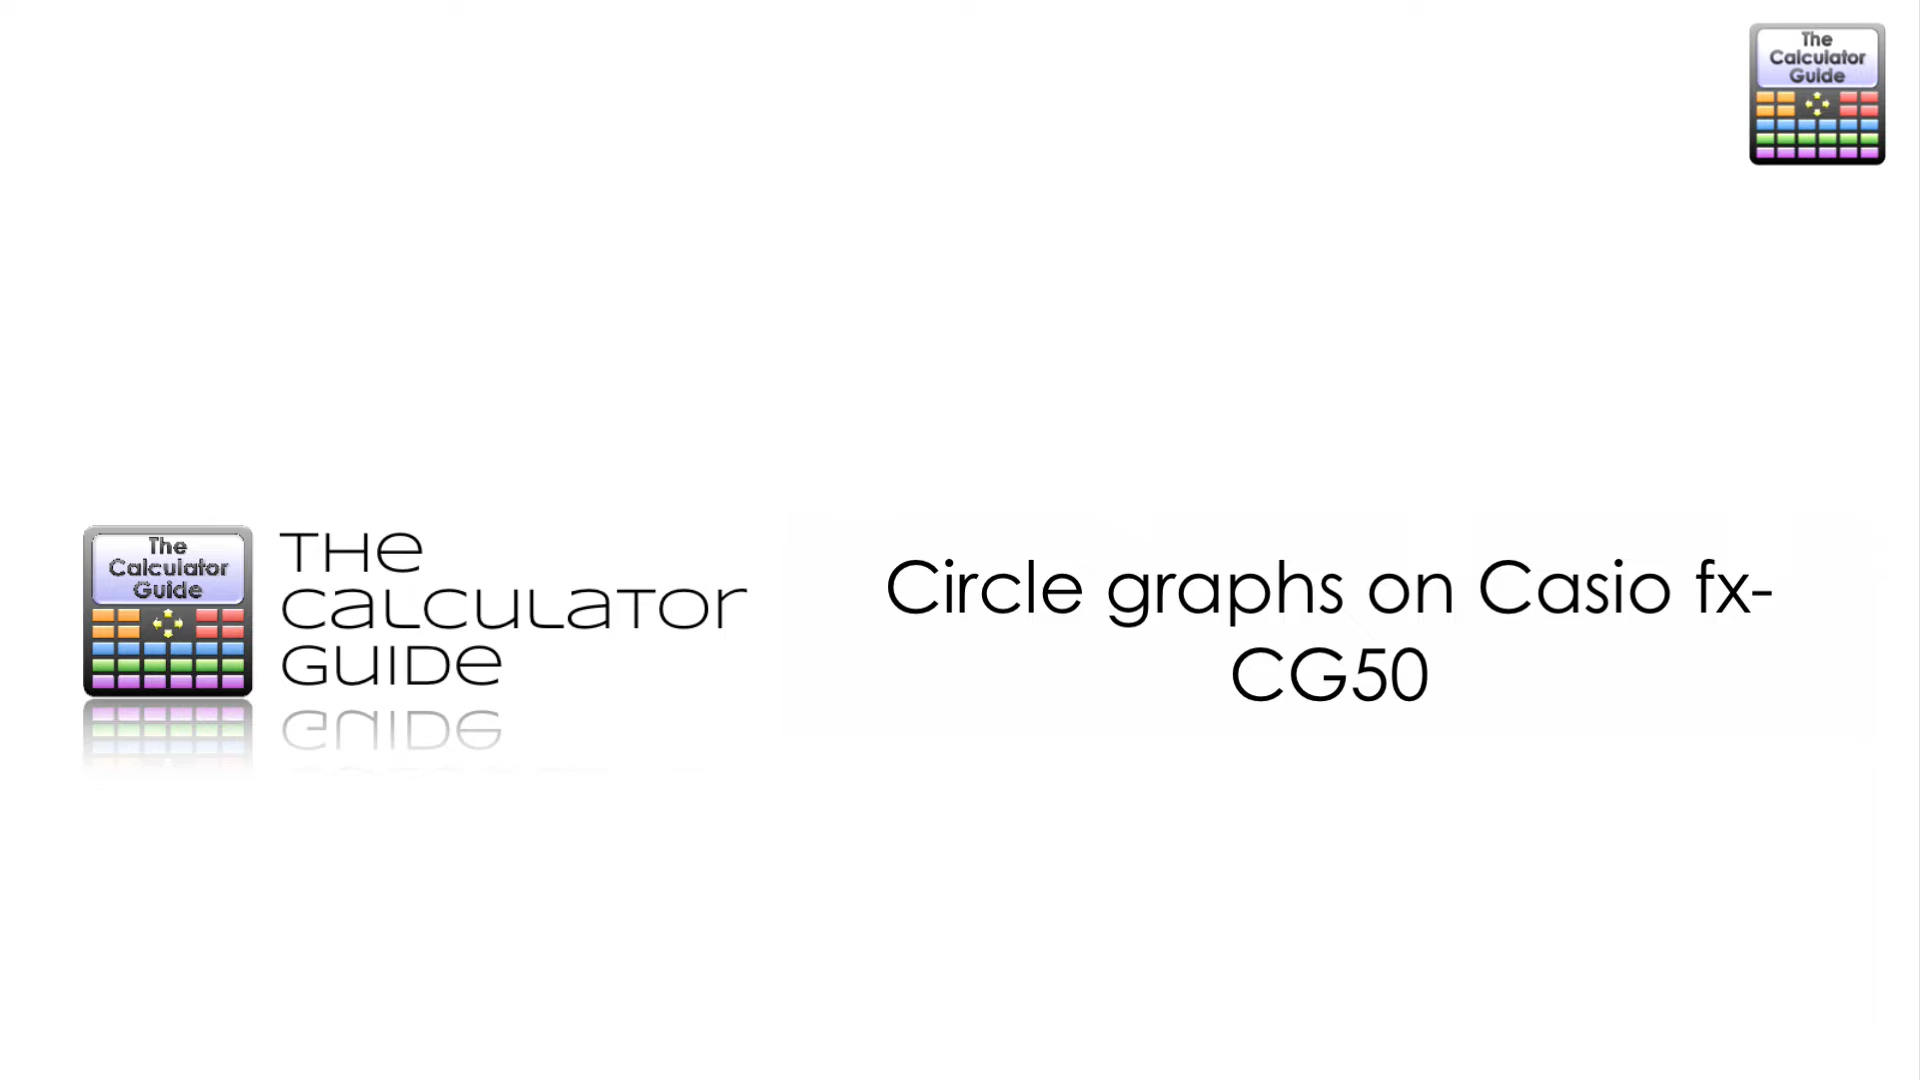 The
Calculator
Guide
The
Calculator
Guide
THE
CALCULATOR
GUIDE
Circle graphs on Casio fx-
CG50